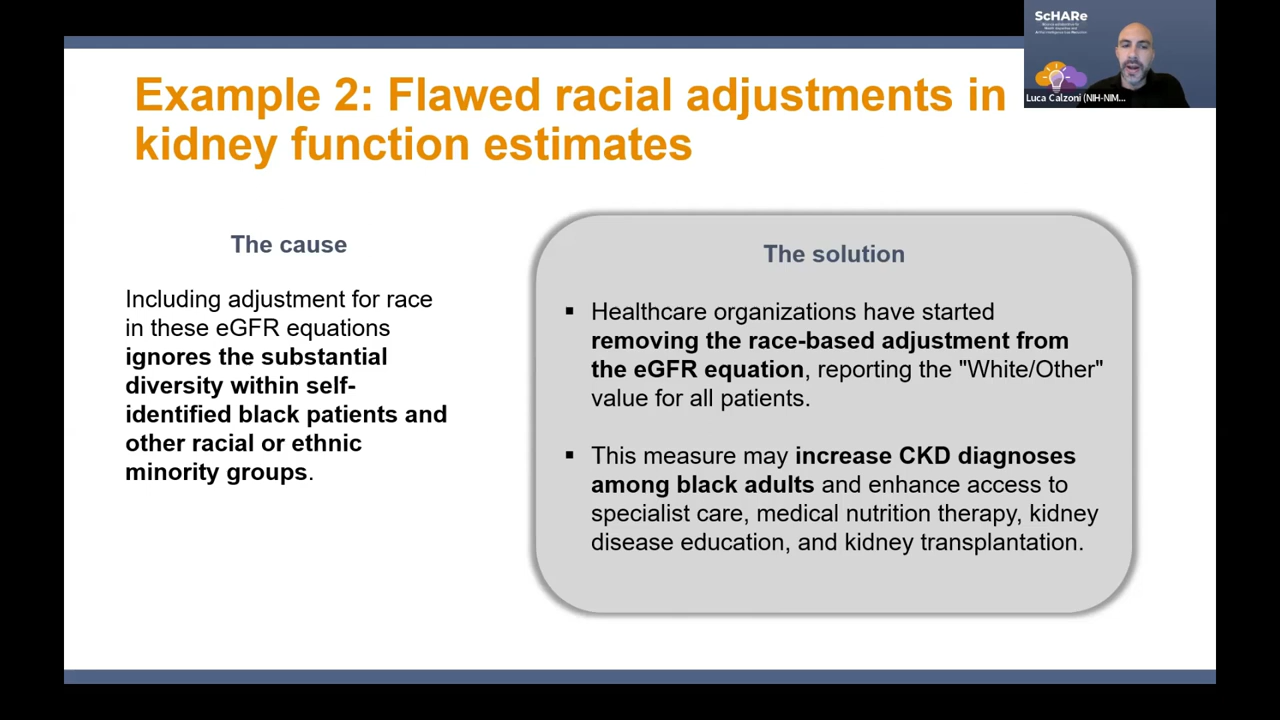 ScHARe
Luca Calzoni (NIH-NIM...
Example 2: Flawed racial adjustments in
kidney function estimates
The cause
Including adjustment for race
in these eGFR equations
ignores the substantial
diversity within self-
identified black patients and
other racial or ethnic
minority groups.
The solution
▪ Healthcare organizations have started
removing the race-based adjustment from
the eGFR equation, reporting the "White/Other"
value for all patients.
▪ This measure may increase CKD diagnoses
among black adults and enhance access to
specialist care, medical nutrition therapy, kidney
disease education, and kidney transplantation.